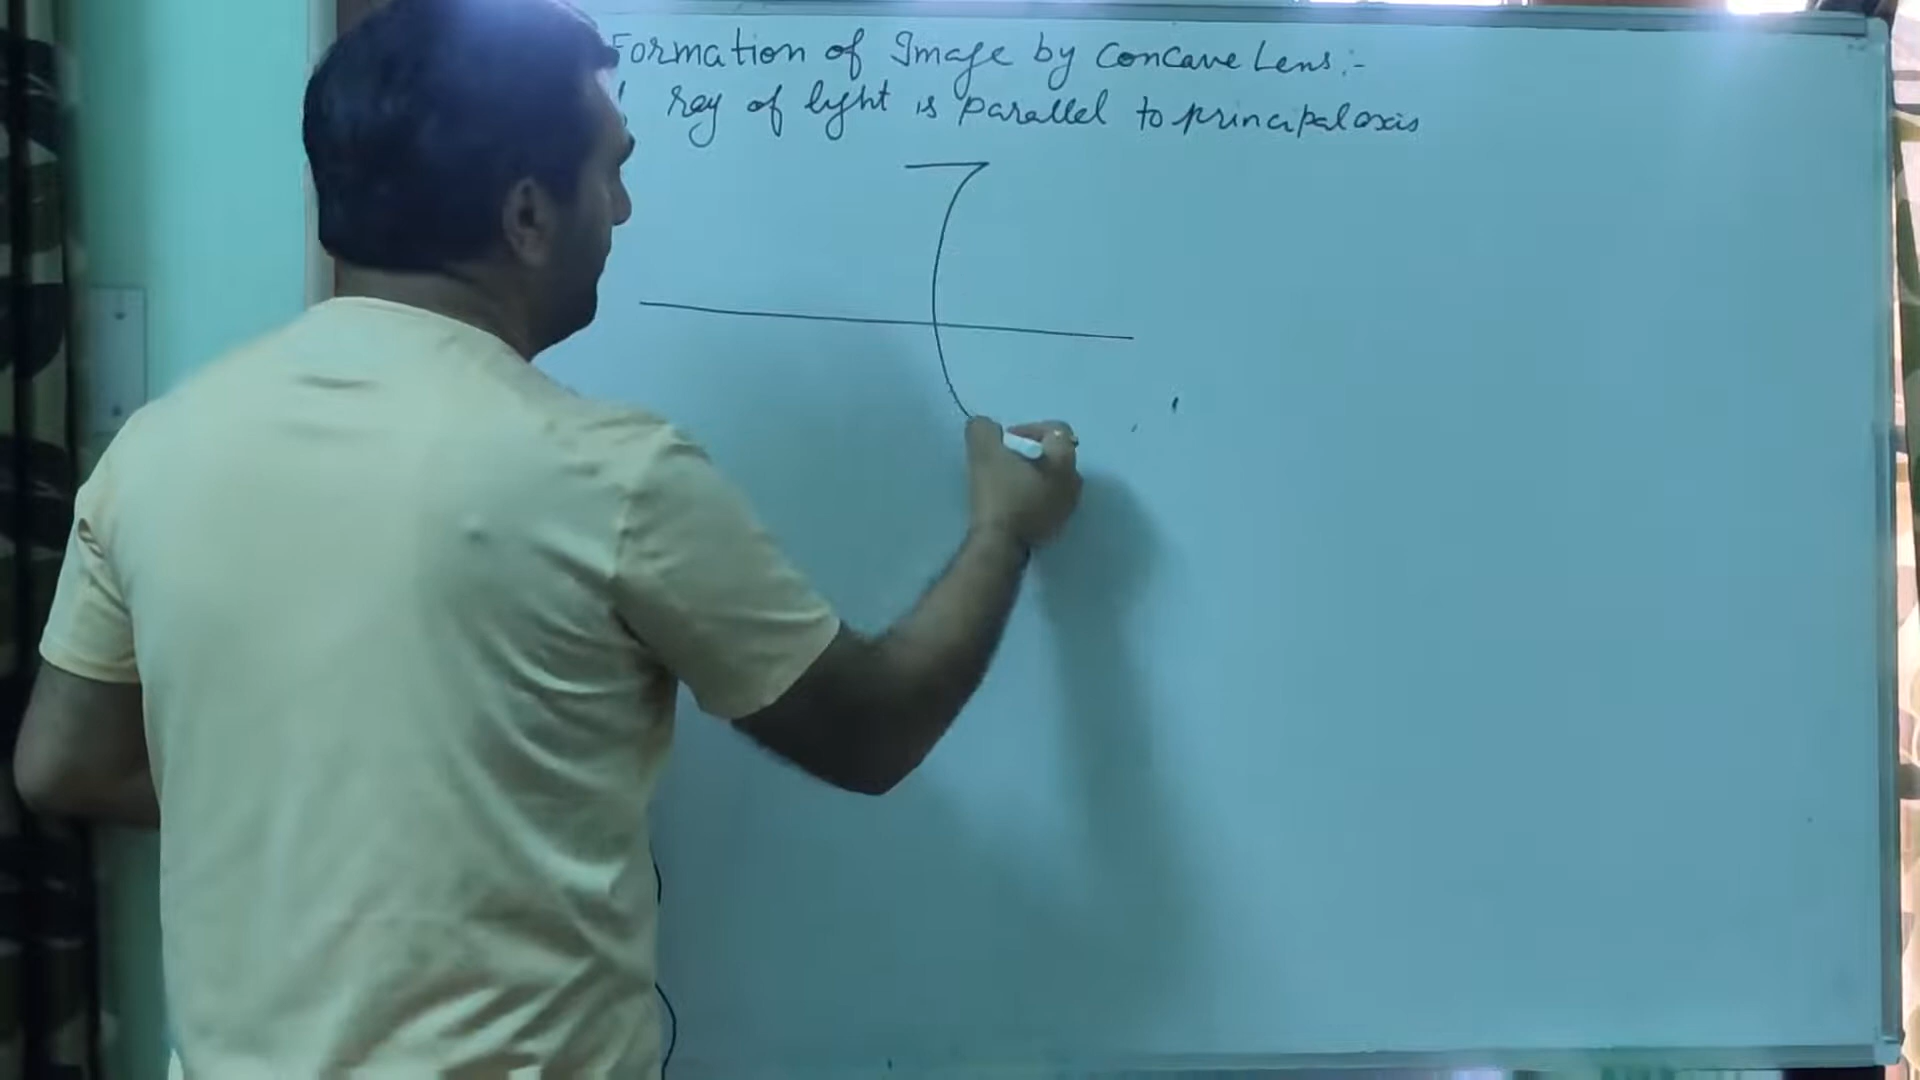 Formation of Image by Concave Lens:-
ray of light is parallel to principal axis